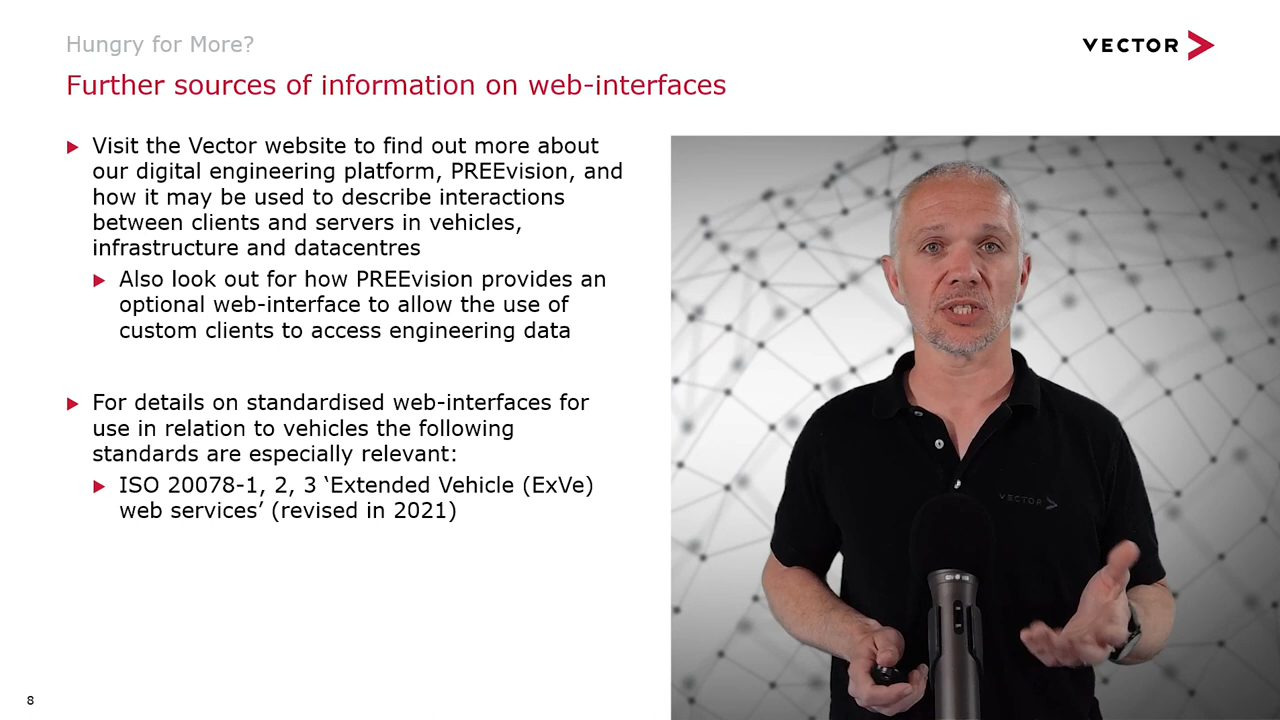 Hungry for More?
VECTOR
Further sources of information on web-interfaces
Visit the Vector website to find out more about
our digital engineering platform, PREEvision, and
how it may be used to describe interactions
between clients and servers in vehicles,
infrastructure and datacentres
Also look out for how PREEvision provides an
optional web-interface to allow the use of
custom clients to access engineering data
For details on standardised web-interfaces for
use in relation to vehicles the following
standards are especially relevant:
ISO 20078-1, 2, 3 ‘Extended Vehicle (ExVe)
web services’ (revised in 2021)
VECTOR
8